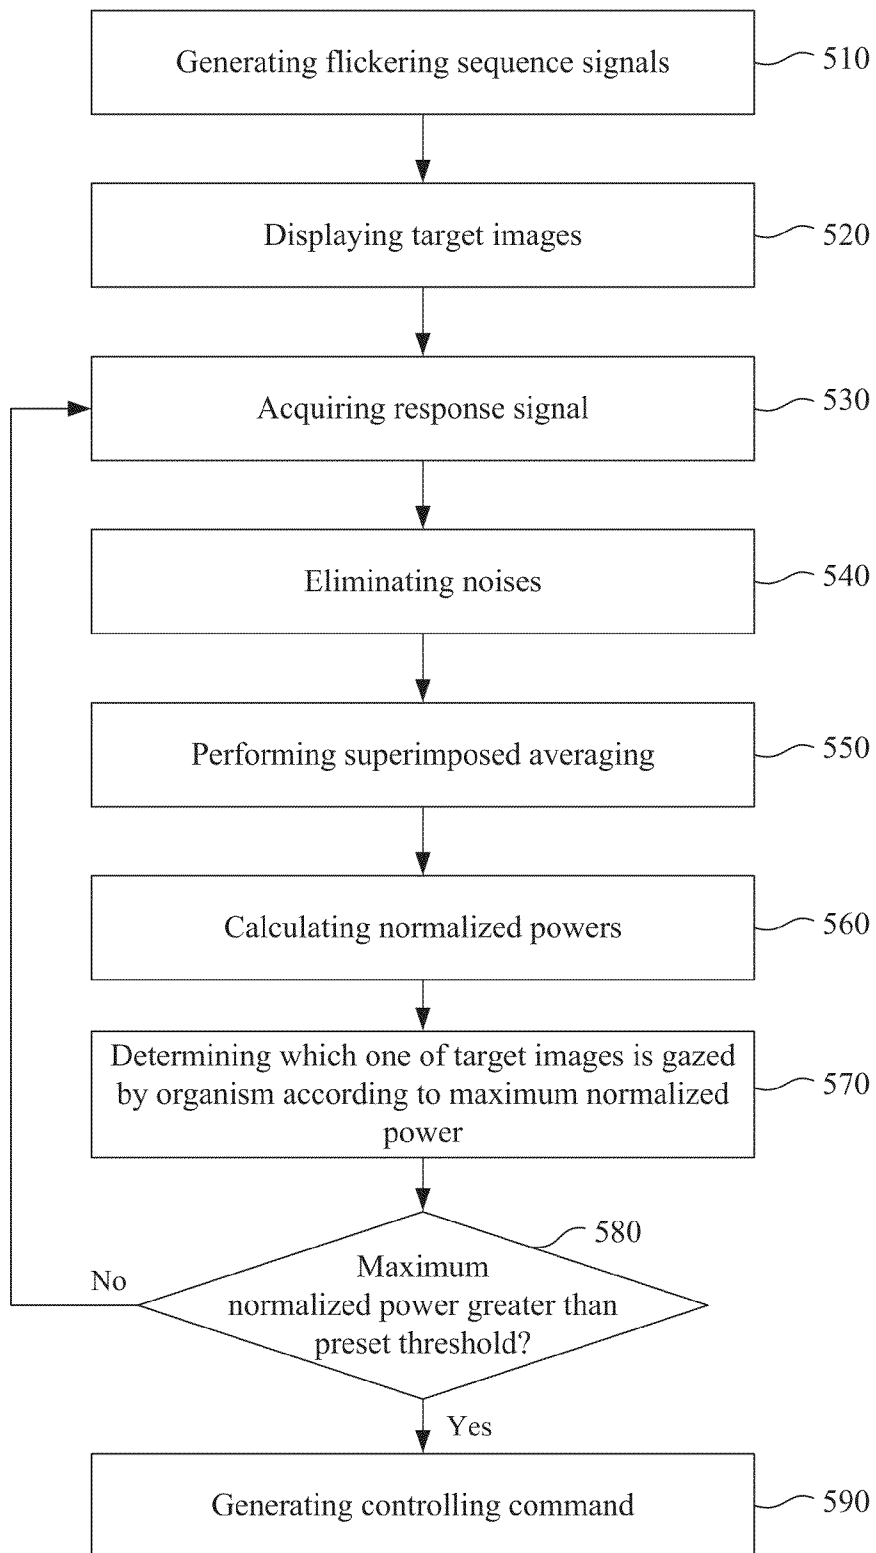 Generating flickering sequence signals
510
Displaying target images
520
Acquiring response signal
530
Eliminating noises
540
Performing superimposed averaging
550
Calculating normalized powers
560
Determining which one of target images is gazed
by organism according to maximum normalized
power
570
580
Maximum
normalized power greater than
preset threshold?
No
Yes
Generating controlling command
590